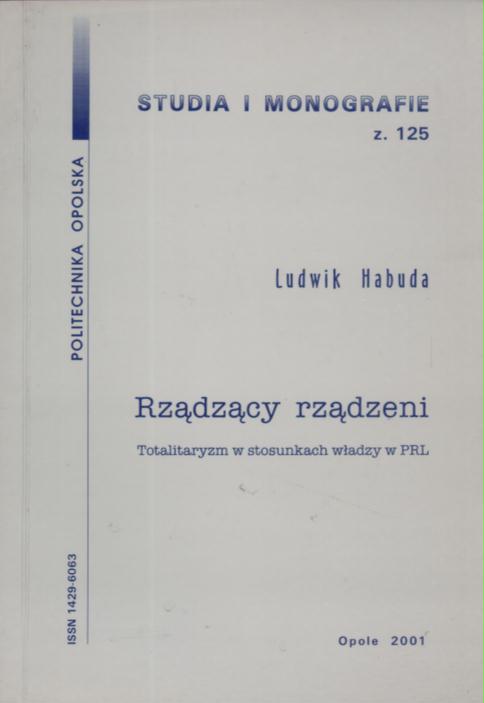 STUDIA I MONOGRAFIE
z. 125
POLITECHNIKA OPOLSKA
Ludwik Habuda
Rządzący rządzeni
Totalitaryzm w stosunkach władzy w PRL
ISSN 1429-6063
Opole 2001